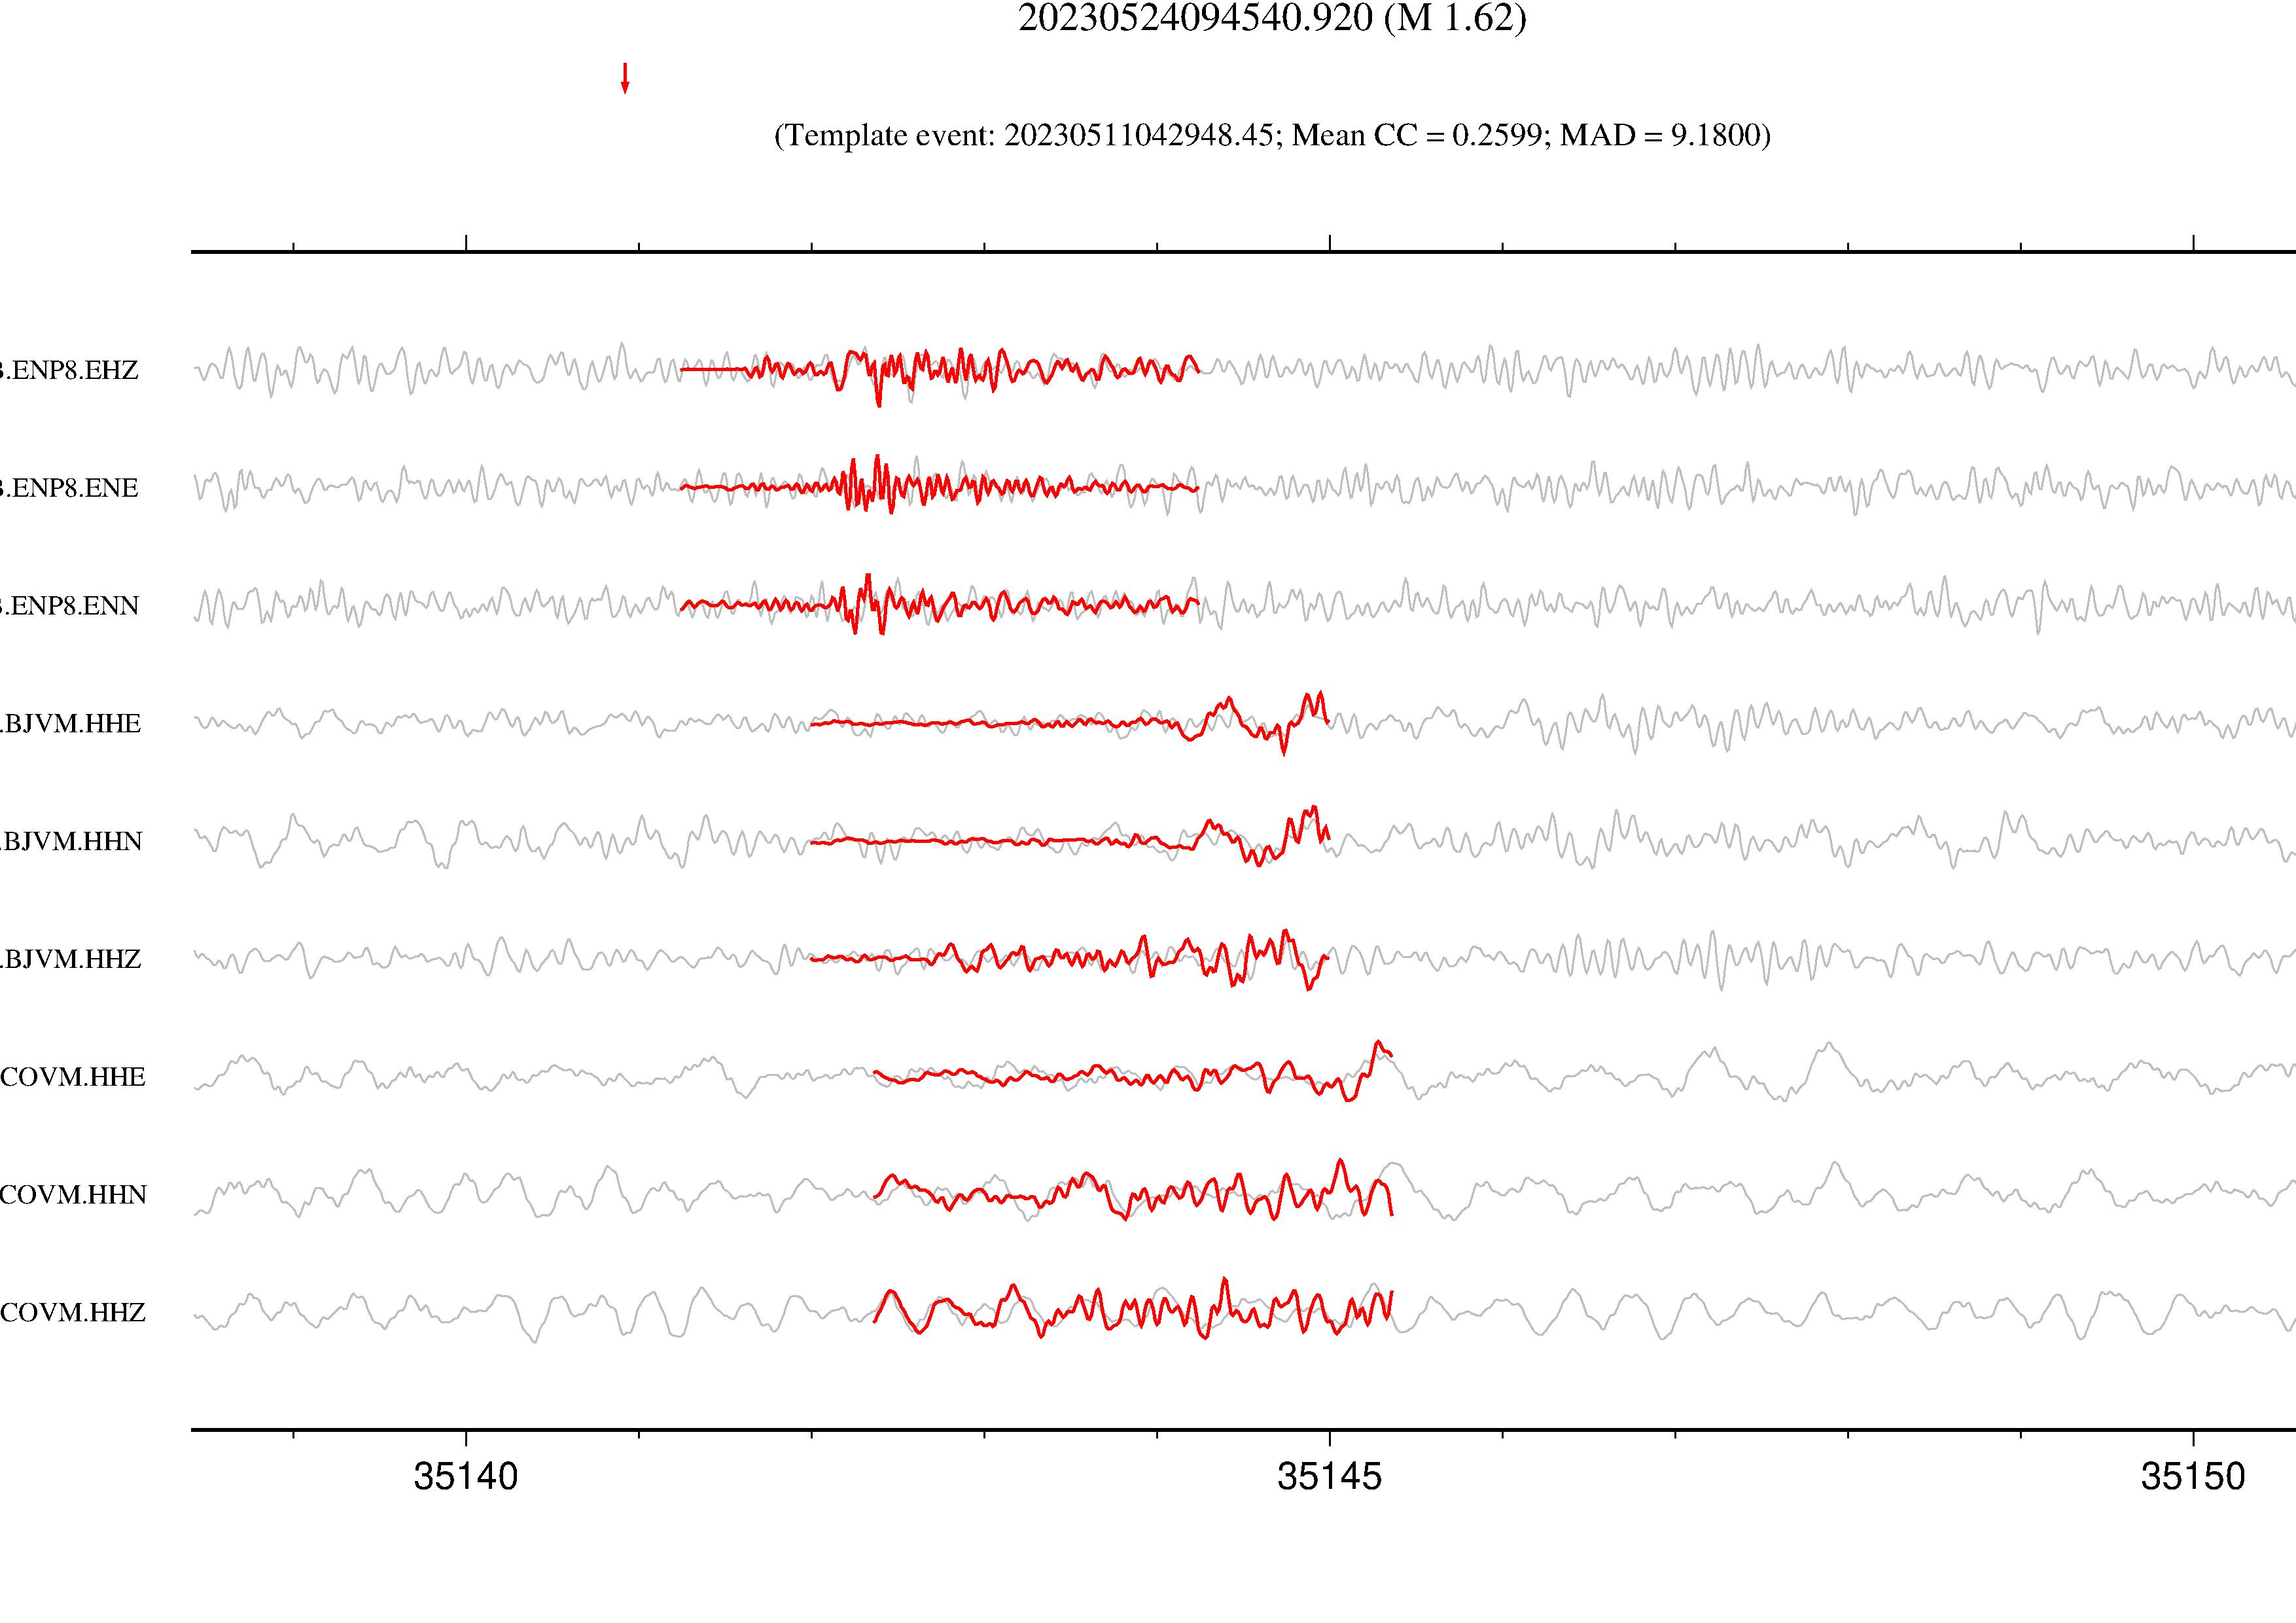 20230524094540.920 (M 1.62)
(Template event: 20230511042948.45; Mean CC = 0.2599; MAD = 9.1800)
.ENP8.EHZ
.ENP8.ENE
.ENP8.ENN
.BJVM.HHE
.BJVM.HHN
.BJVM.HHZ
COVM.HHE
COVM.HHN
COVM.HHZ
35140 35145 35150